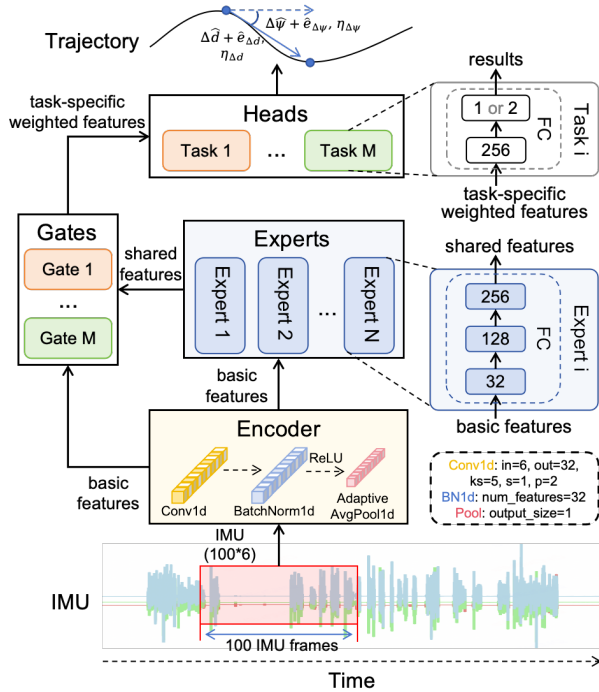 Trajectory
Δψ̂ + ê_Δψ, η_Δψ
Δd̂ + ê_Δd,
η_Δd
task-specific
weighted features
Heads
Task 1
...
Task M
results
1 or 2
256
FC
Task i
task-specific
weighted features
Gates
Gate 1
...
Gate M
shared
features
Experts
Expert 1
Expert 2
...
Expert N
shared features
256
128
32
FC
Expert i
basic features
basic
features
basic
features
Encoder
ReLU
Conv1d
BatchNorm1d
Adaptive
AvgPool1d
Conv1d: in=6, out=32,
ks=5, s=1, p=2
BN1d: num_features=32
Pool: output_size=1
IMU
(100*6)
IMU
100 IMU frames
Time